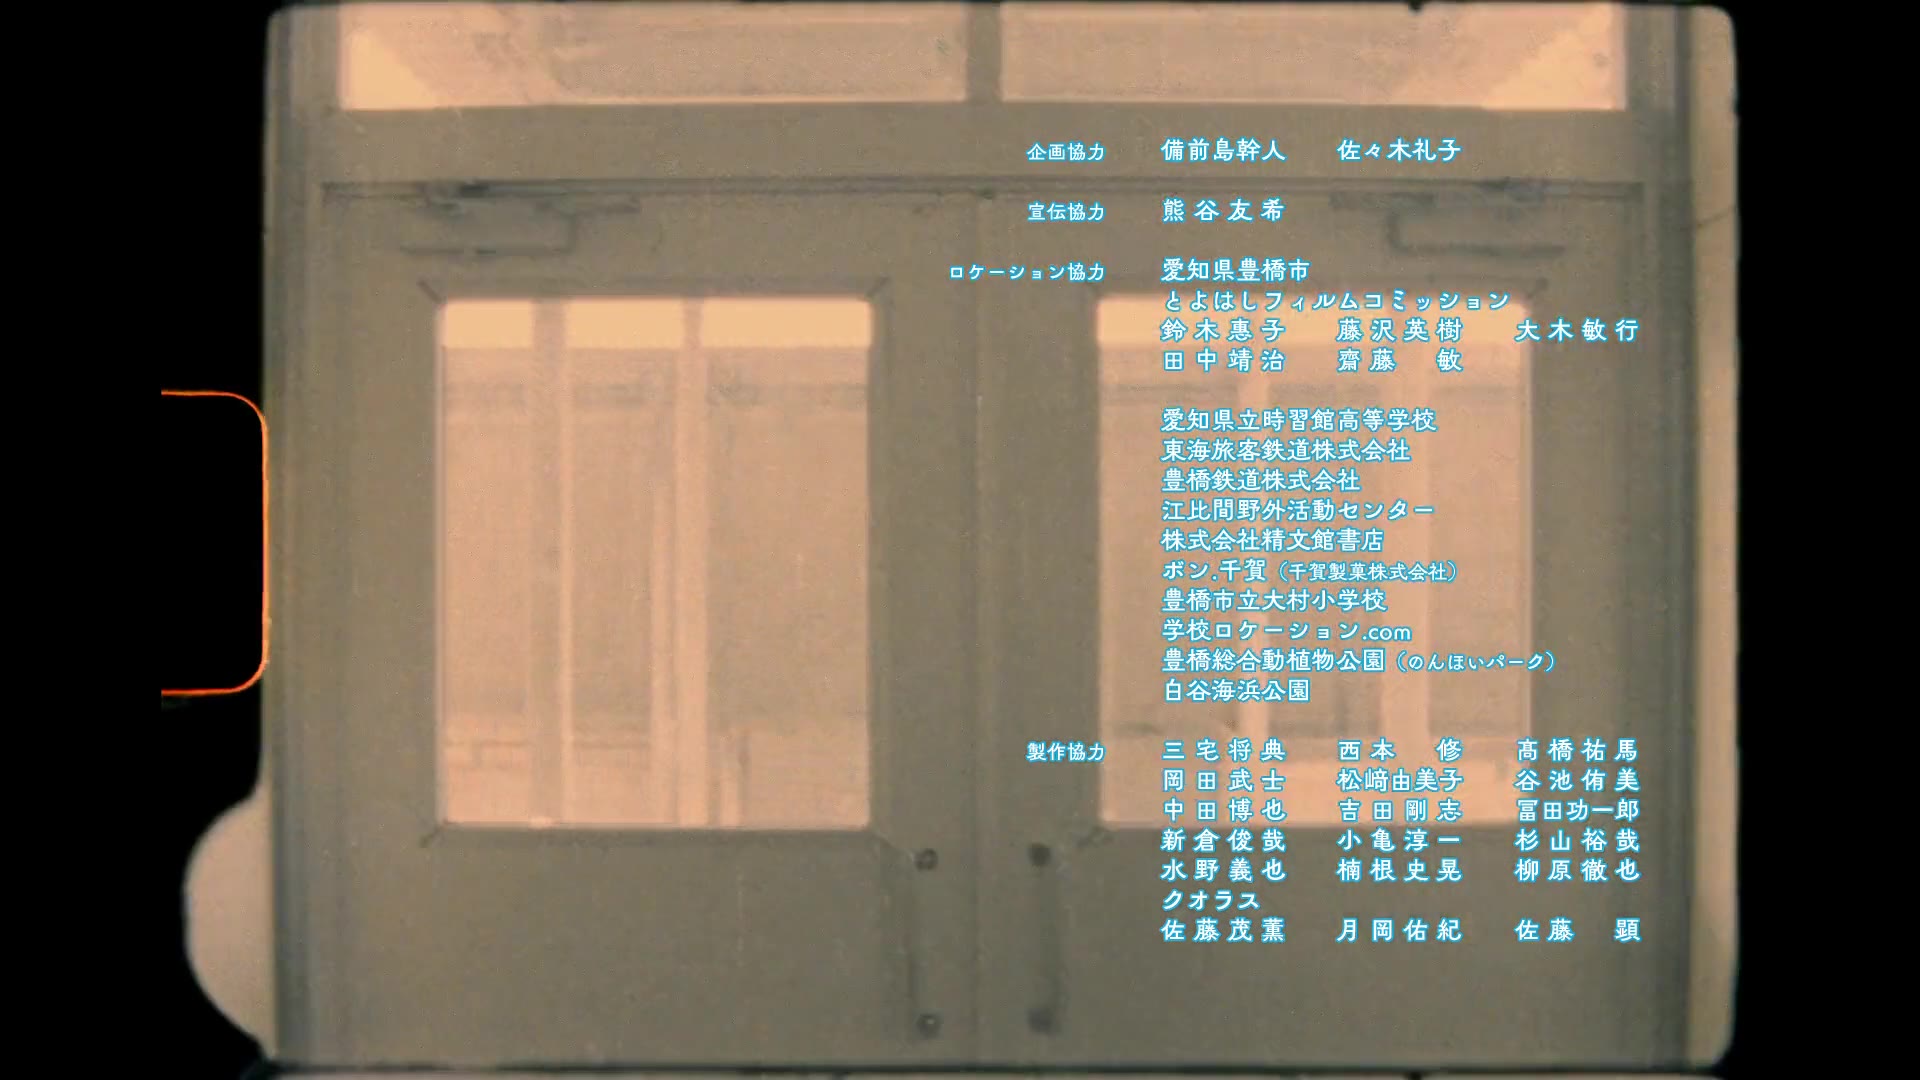 企画協力 備前島幹人 佐々木礼子
宣伝協力 熊谷友希
ロケーション協力 愛知県豊橋市
とよはしフィルムコミッション
鈴木惠子 藤沢英樹 大木敏行
田中靖治 齋藤 敏
愛知県立時習館高等学校
東海旅客鉄道株式会社
豊橋鉄道株式会社
江比間野外活動センター
株式会社精文館書店
ボン.千賀（千賀製菓株式会社）
豊橋市立大村小学校
学校ロケーション.com
豊橋総合動植物公園（のんほいパーク）
白谷海浜公園
製作協力 三宅将典 西本 修 髙橋祐馬
岡田武士 松﨑由美子 谷池侑美
中田博也 吉田剛志 冨田功一郎
新倉俊哉 小亀淳一 杉山裕哉
水野義也 楠根史晃 柳原徹也
クオラス
佐藤茂薫 月岡佑紀 佐藤 顕